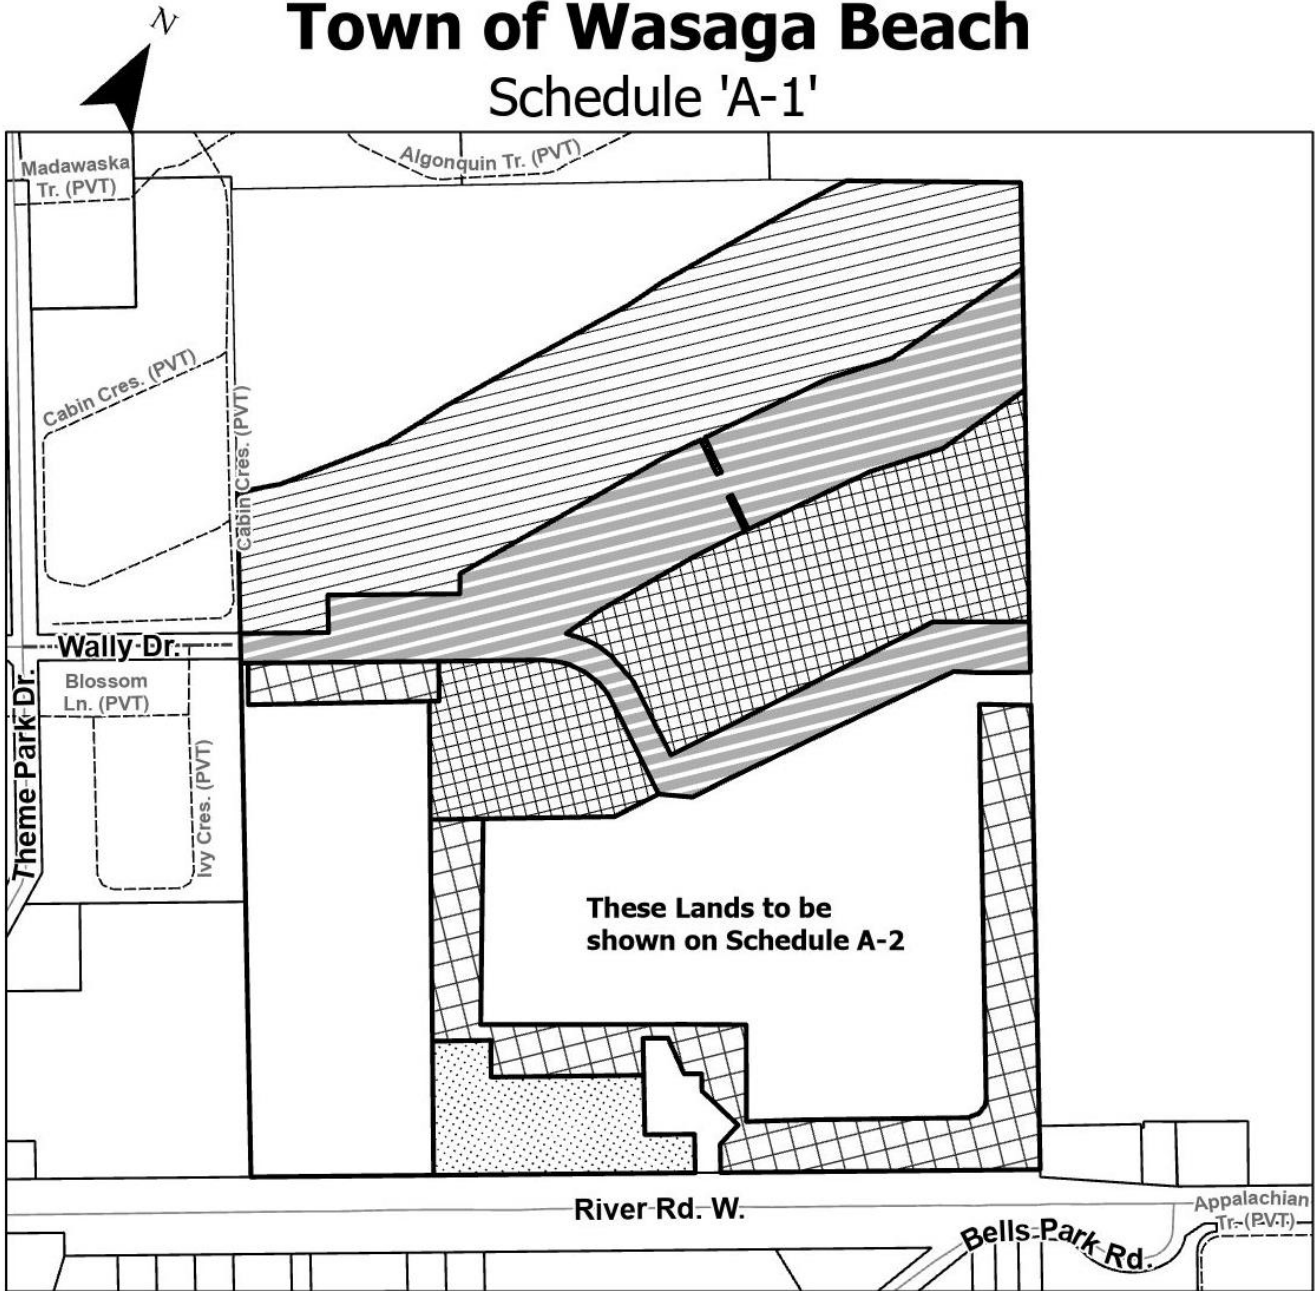 Town of Wasaga Beach
Schedule 'A-1'
N
Madawaska
Tr. (PVT)
Algonquin Tr. (PVT)
Cabin Cres. (PVT)
Cabin Cres. (PVT)
Wally Dr.
Blossom
Ln. (PVT)
Theme Park Dr.
Ivy Cres. (PVT)
These Lands to be
shown on Schedule A-2
River Rd. W.
Appalachian
Tr. (PVT)
Bells Park Rd.